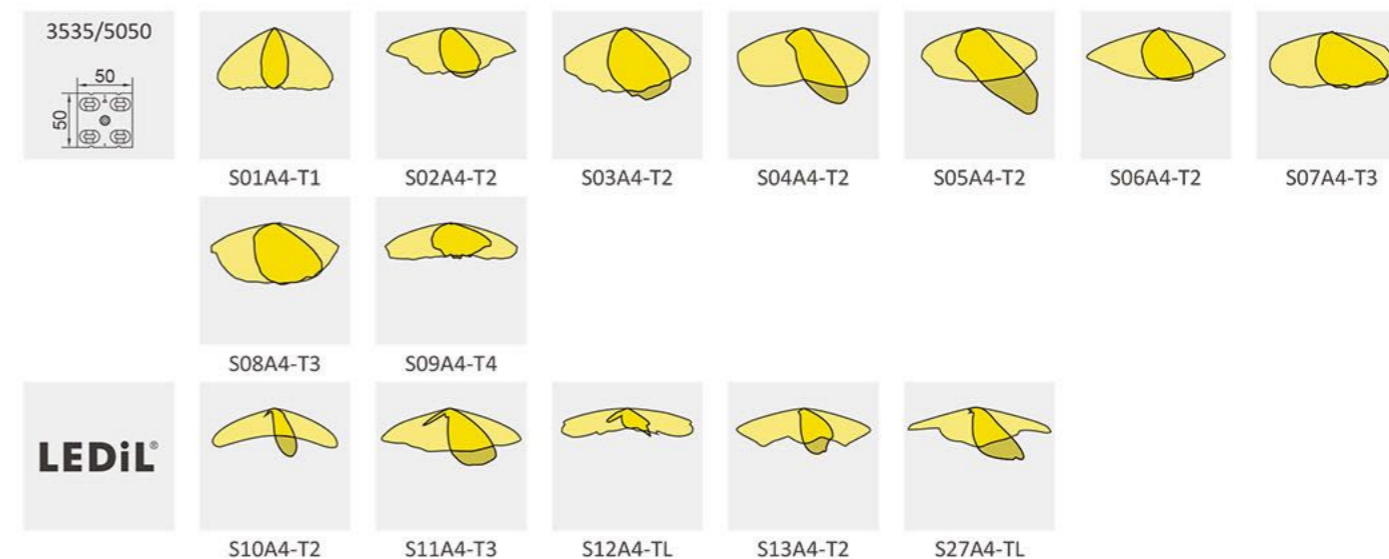 3535/5050
50
50
S01A4-T1 S02A4-T2 S03A4-T2 S04A4-T2 S05A4-T2 S06A4-T2 S07A4-T3
S08A4-T3 S09A4-T4
LEDiL®
S10A4-T2 S11A4-T3 S12A4-TL S13A4-T2 S27A4-TL